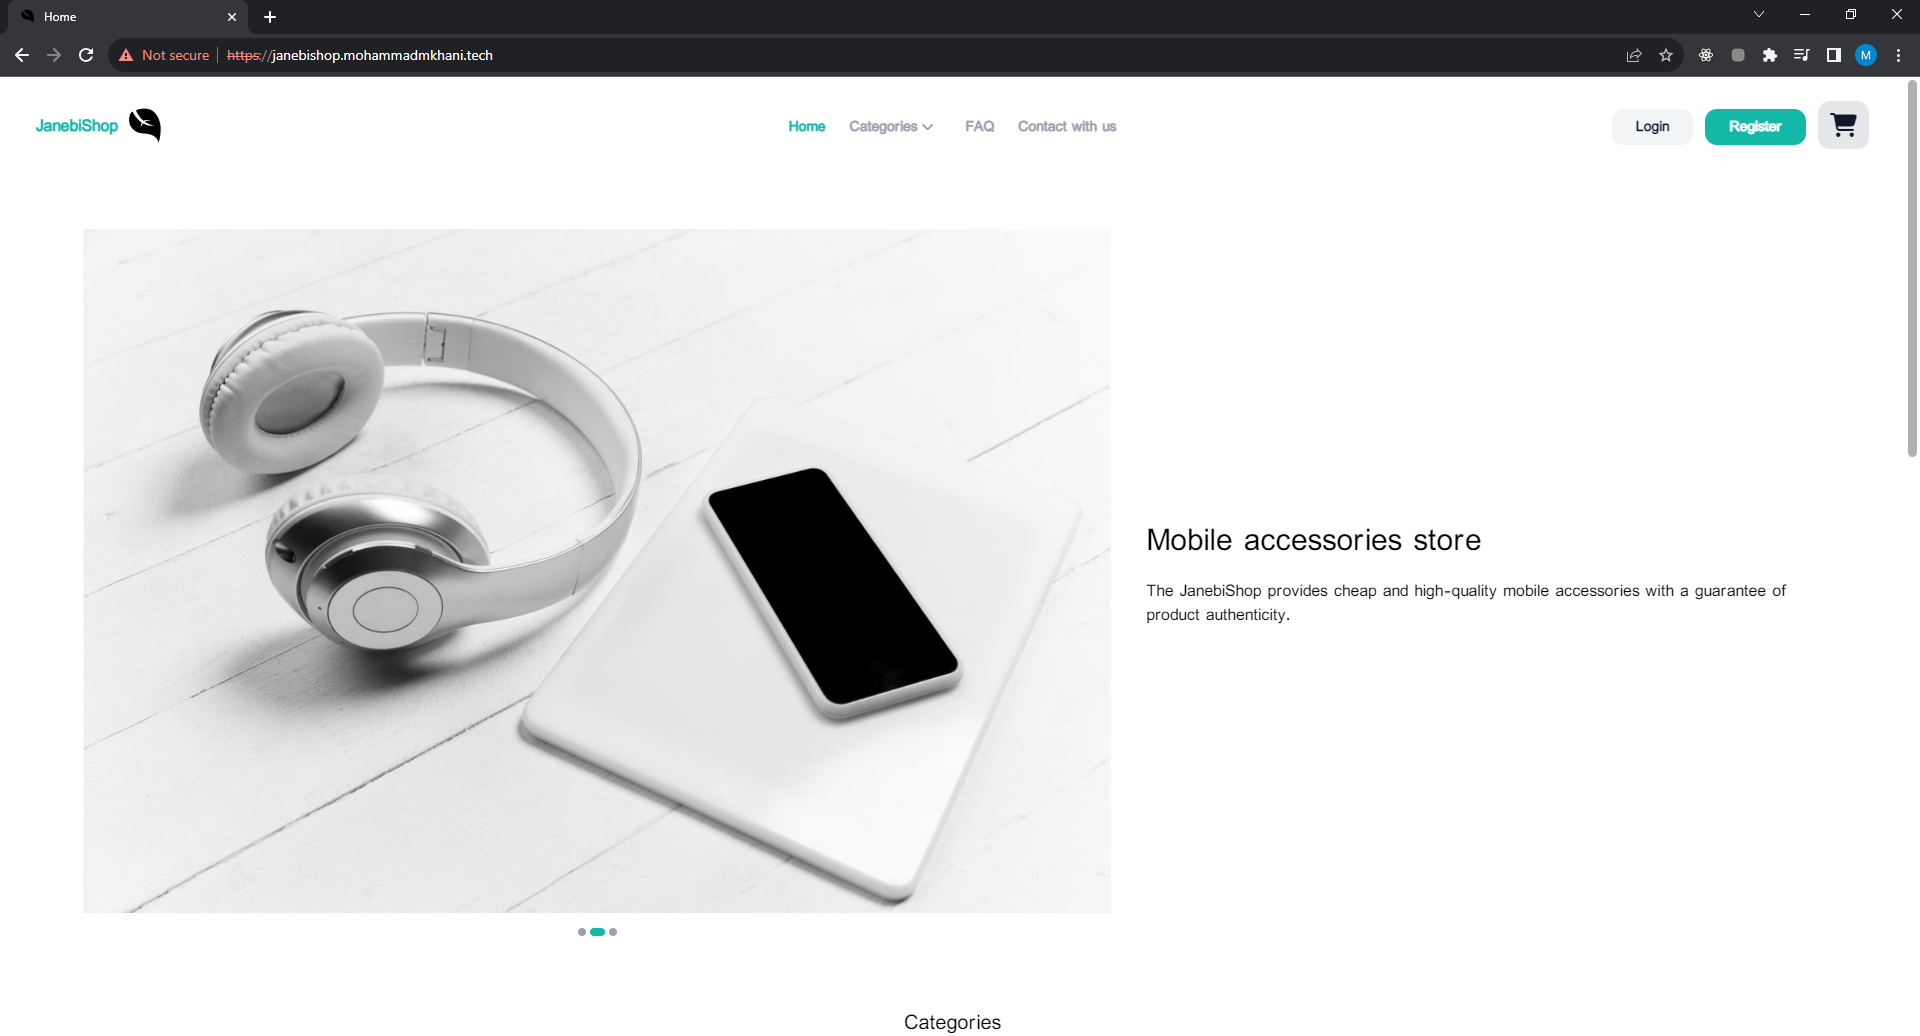 Home
Not secure https://janebishop.mohammadmkhani.tech
M
JanebiShop
Home Categories FAQ Contact with us
Login Register
Mobile accessories store
The JanebiShop provides cheap and high-quality mobile accessories with a guarantee of
product authenticity.
Categories